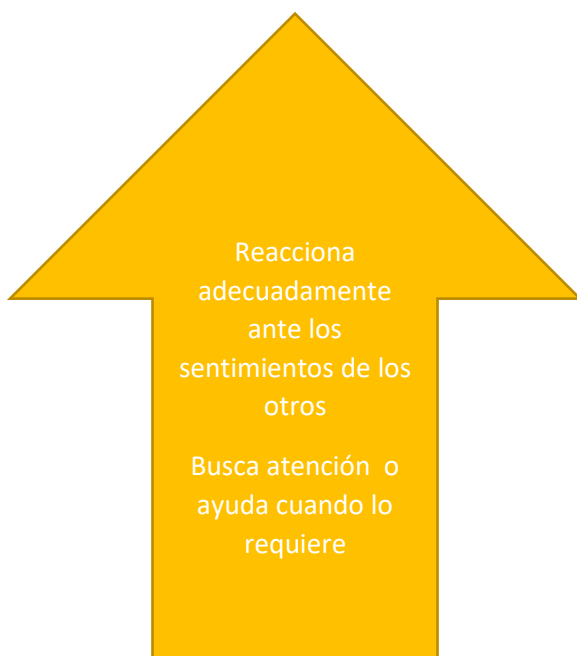 Reacciona
adecuadamente
ante los
sentimientos de los
otros
Busca atención  o
ayuda cuando lo
requiere